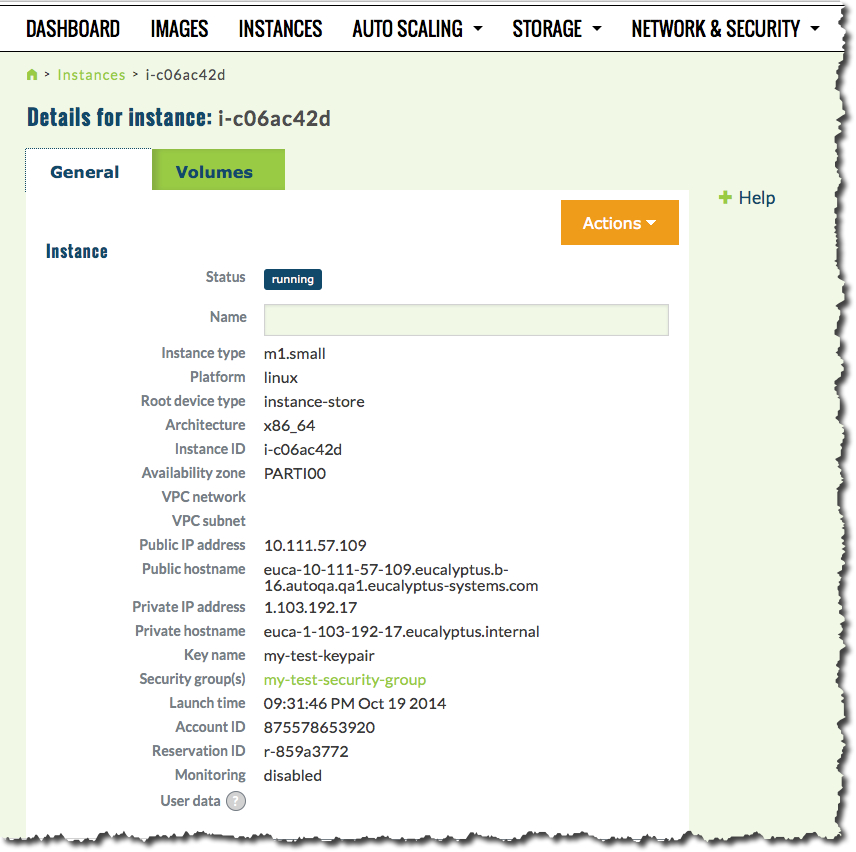 DASHBOARD IMAGES INSTANCES AUTO SCALING STORAGE NETWORK & SECURITY
> Instances > i-c06ac42d
Details for instance: i-c06ac42d
General Volumes
Help
Actions
Instance
Status running
Name
Instance type m1.small
Platform linux
Root device type instance-store
Architecture x86_64
Instance ID i-c06ac42d
Availability zone PARTI00
VPC network
VPC subnet
Public IP address 10.111.57.109
Public hostname euca-10-111-57-109.eucalyptus.b-
16.autoqa.qa1.eucalyptus-systems.com
Private IP address 1.103.192.17
Private hostname euca-1-103-192-17.eucalyptus.internal
Key name my-test-keypair
Security group(s) my-test-security-group
Launch time 09:31:46 PM Oct 19 2014
Account ID 875578653920
Reservation ID r-859a3772
Monitoring disabled
User data ?